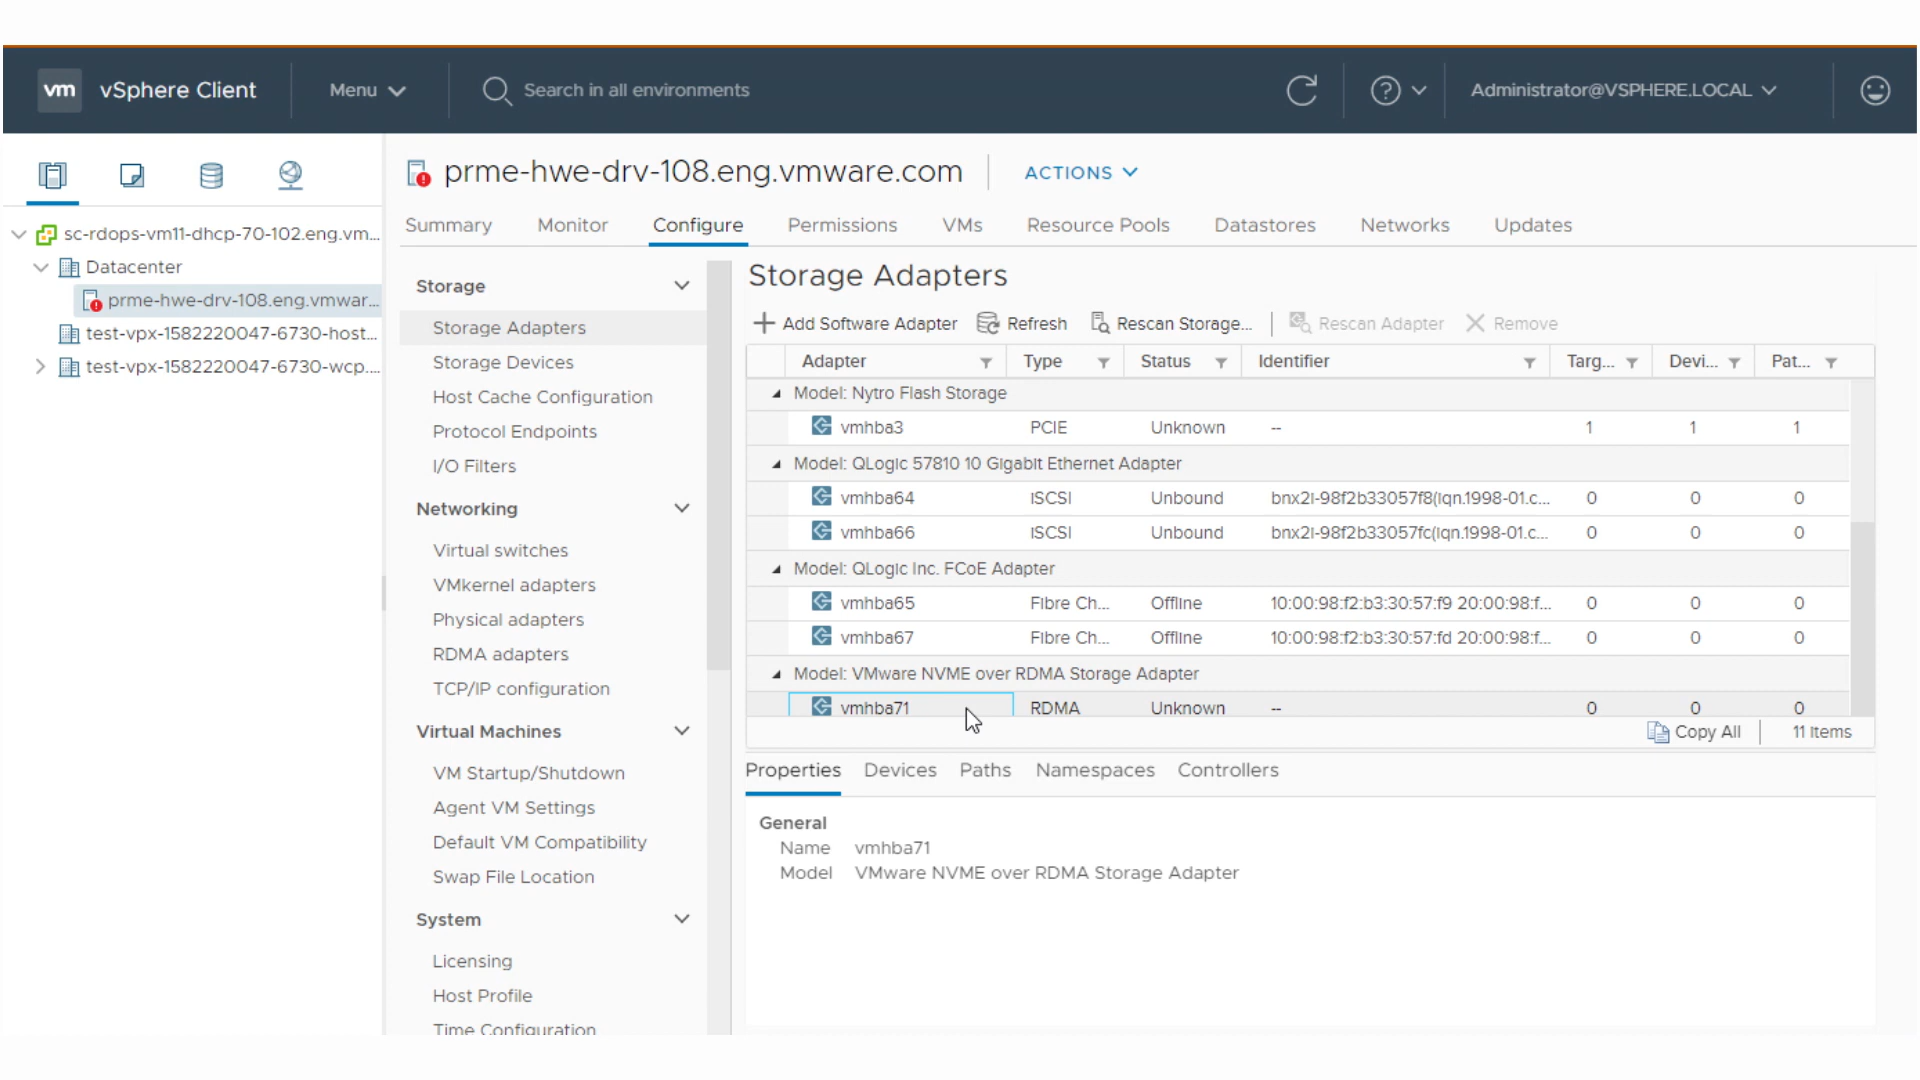 vm vSphere Client Menu Search in all environments ? Administrator@VSPHERE.LOCAL
prme-hwe-drv-108.eng.vmware.com ACTIONS
Summary Monitor Configure Permissions VMs Resource Pools Datastores Networks Updates
sc-rdops-vm11-dhcp-70-102.eng.vm...
Datacenter
prme-hwe-drv-108.eng.vmwar...
test-vpx-1582220047-6730-host...
test-vpx-1582220047-6730-wcp....
Storage
Storage Adapters
Storage Devices
Host Cache Configuration
Protocol Endpoints
I/O Filters
Networking
Virtual switches
VMkernel adapters
Physical adapters
RDMA adapters
TCP/IP configuration
Virtual Machines
VM Startup/Shutdown
Agent VM Settings
Default VM Compatibility
Swap File Location
System
Licensing
Host Profile
Time Configuration
Storage Adapters
Add Software Adapter Refresh Rescan Storage... Rescan Adapter Remove
Adapter Type Status Identifier Targ... Devi... Pat...
Model: Nytro Flash Storage
vmhba3 PCIE Unknown -- 1 1 1
Model: QLogic 57810 10 Gigabit Ethernet Adapter
vmhba64 iSCSI Unbound bnx2i-98f2b33057f8(iqn.1998-01.c... 0 0 0
vmhba66 iSCSI Unbound bnx2i-98f2b33057fc(iqn.1998-01.c... 0 0 0
Model: QLogic Inc. FCoE Adapter
vmhba65 Fibre Ch... Offline 10:00:98:f2:b3:30:57:f9 20:00:98:f... 0 0 0
vmhba67 Fibre Ch... Offline 10:00:98:f2:b3:30:57:fd 20:00:98:f... 0 0 0
Model: VMware NVME over RDMA Storage Adapter
vmhba71 RDMA Unknown -- 0 0 0
Copy All 11 items
Properties Devices Paths Namespaces Controllers
General
Name vmhba71
Model VMware NVME over RDMA Storage Adapter